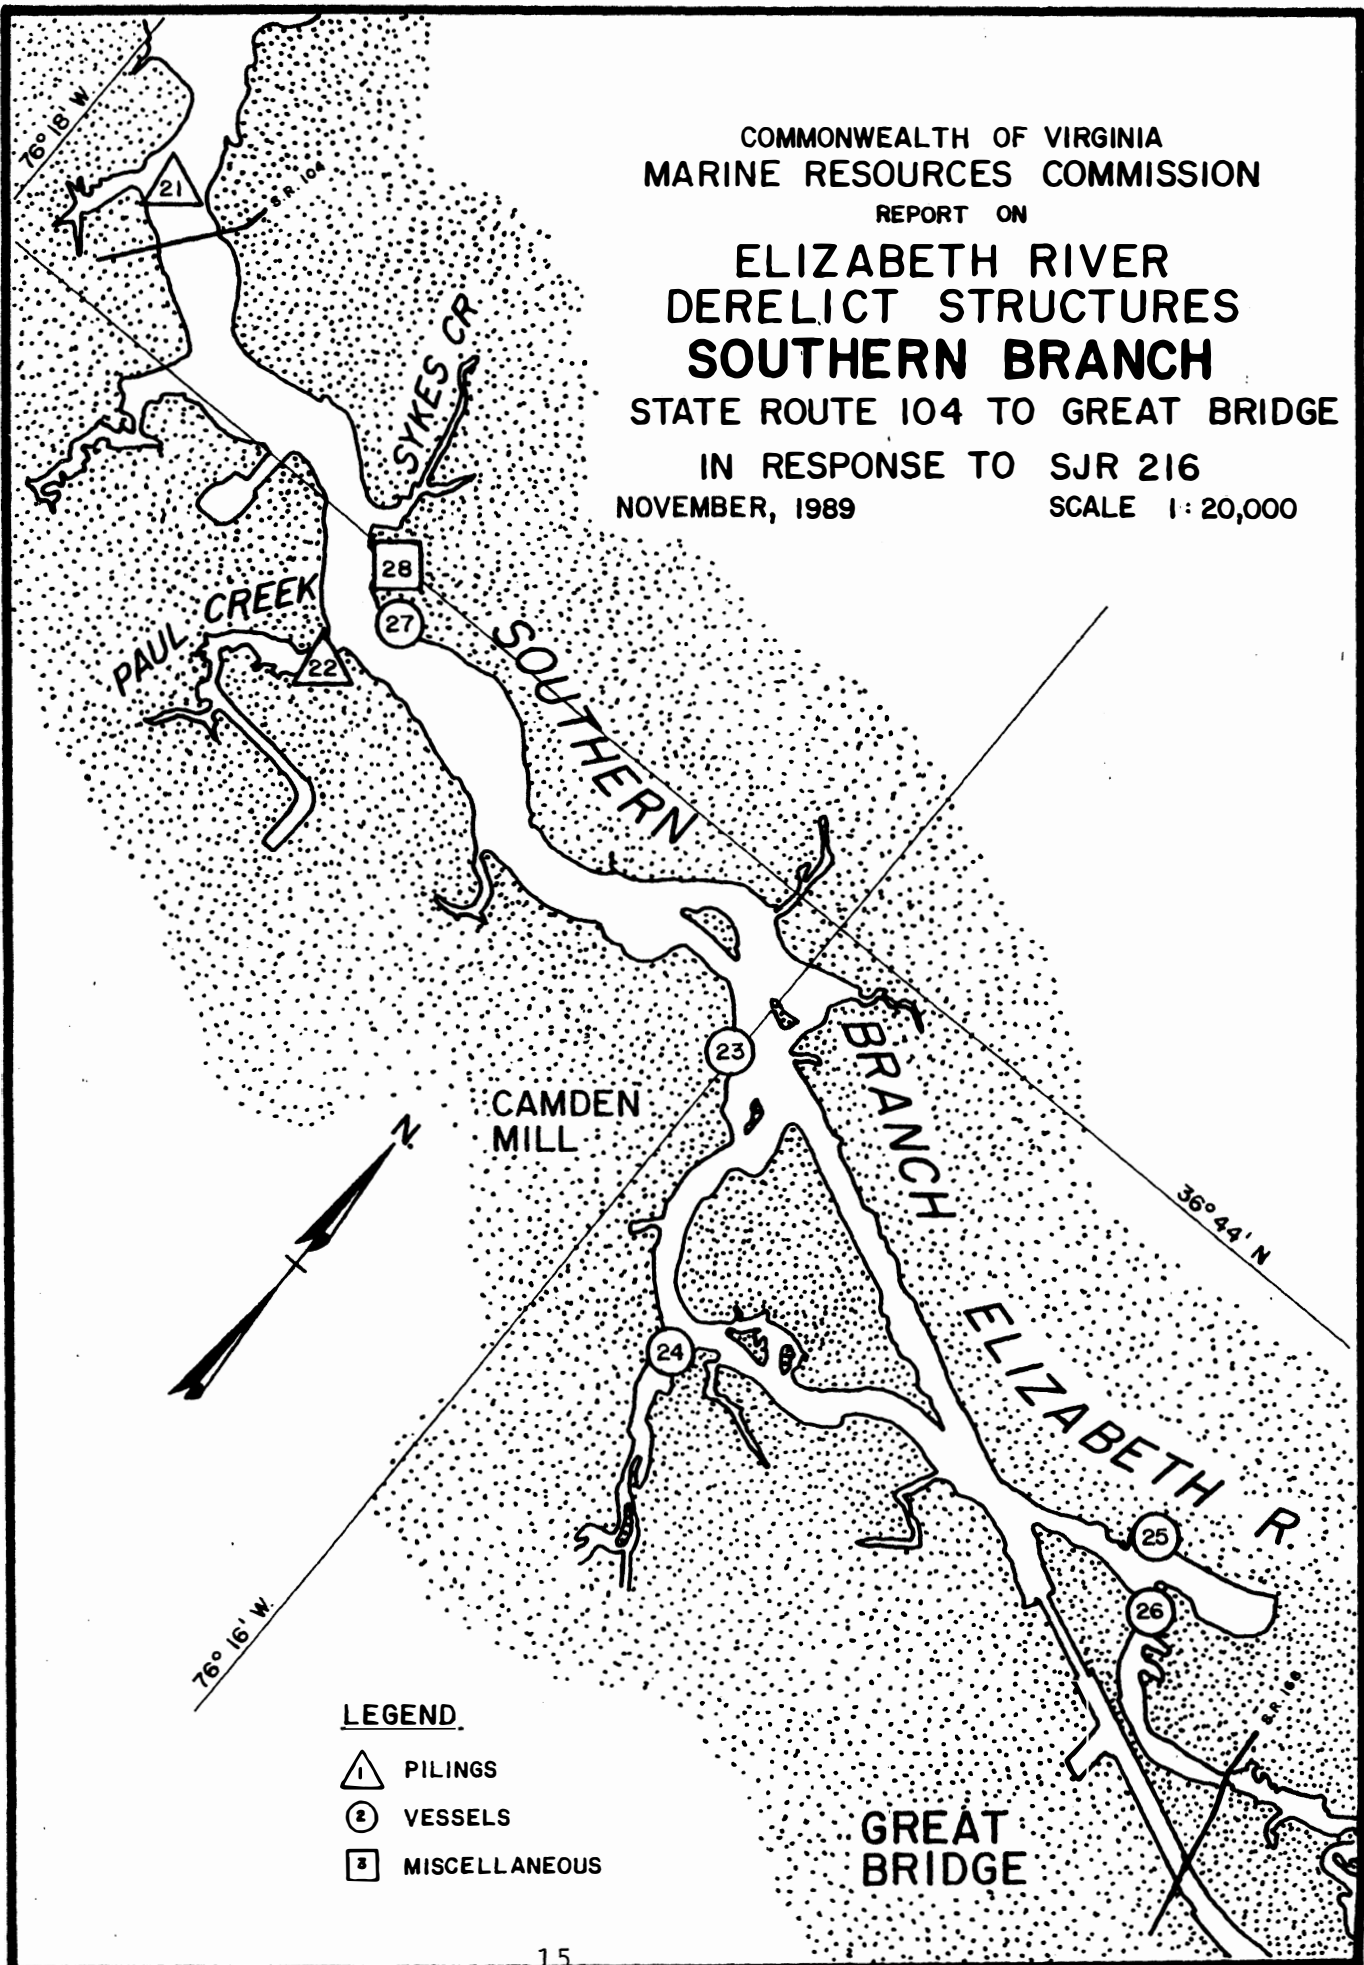 COMMONWEALTH OF VIRGINIA
MARINE RESOURCES COMMISSION
REPORT ON
ELIZABETH RIVER
DERELICT STRUCTURES
SOUTHERN BRANCH
STATE ROUTE 104 TO GREAT BRIDGE
IN RESPONSE TO SJR 216
NOVEMBER, 1989 SCALE 1:20,000
76° 18' W
21
S.R. 104
SYKES CR
28
27
PAUL CREEK
22
SOUTHERN
BRANCH
ELIZABETH R.
23
CAMDEN
MILL
N.
36° 44' N
24
25
26
76° 16' W.
S.R. 168
GREAT
BRIDGE
LEGEND
1 PILINGS
2 VESSELS
3 MISCELLANEOUS
15